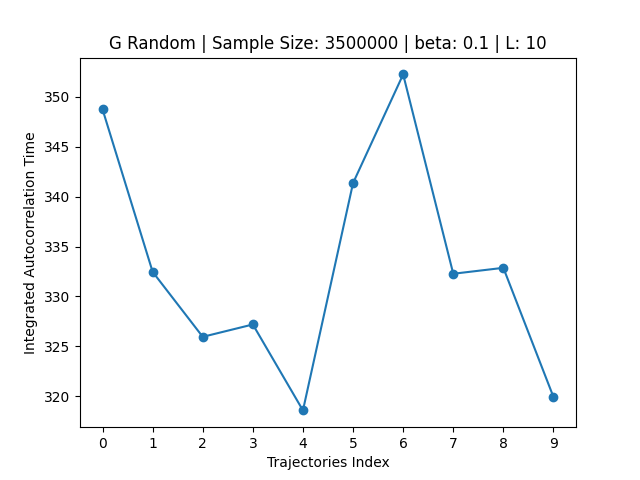 G Random | Sample Size: 3500000 | beta: 0.1 | L: 10
Integrated Autocorrelation Time
350
345
340
335
330
325
320
0 1 2 3 4 5 6 7 8 9
Trajectories Index